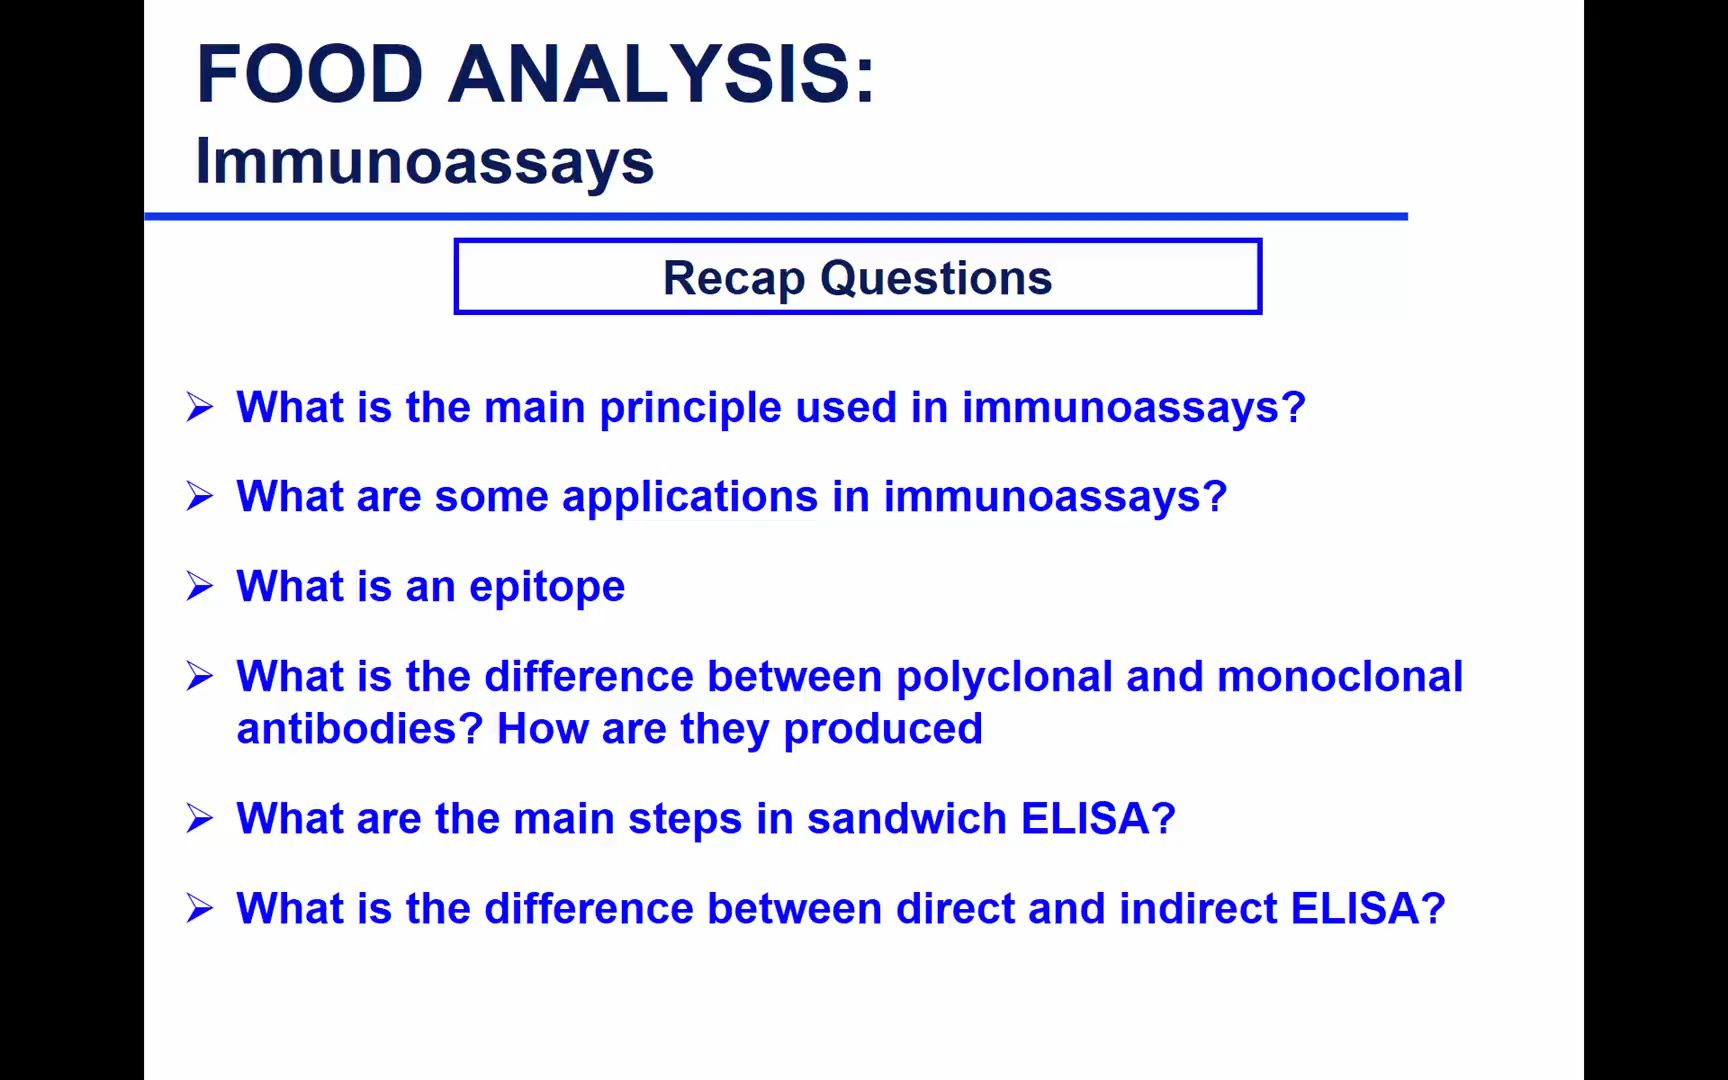 FOOD ANALYSIS:
Immunoassays
Recap Questions
➢ What is the main principle used in immunoassays?
➢ What are some applications in immunoassays?
➢ What is an epitope
➢ What is the difference between polyclonal and monoclonal
antibodies? How are they produced
➢ What are the main steps in sandwich ELISA?
➢ What is the difference between direct and indirect ELISA?